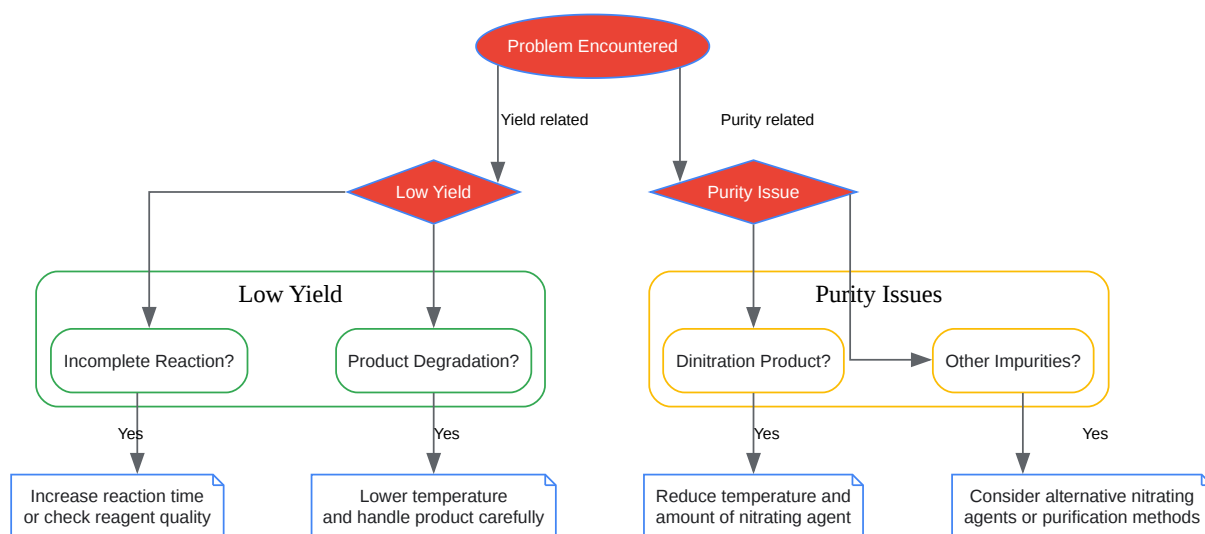 Problem Encountered
Yield related
Purity related
Low Yield
Purity Issue
Low Yield
Purity Issues
Incomplete Reaction?
Product Degradation?
Dinitration Product?
Other Impurities?
Yes
Yes
Yes
Yes
Increase reaction time
or check reagent quality
Lower temperature
and handle product carefully
Reduce temperature and
amount of nitrating agent
Consider alternative nitrating
agents or purification methods